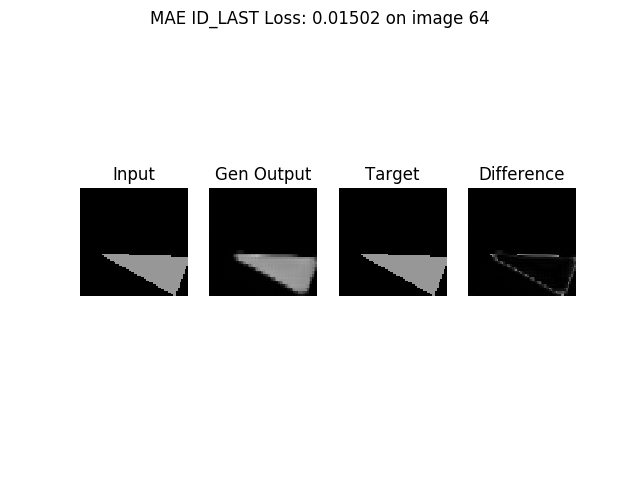 MAE ID_LAST Loss: 0.01502 on image 64
Input
Gen Output
Target
Difference